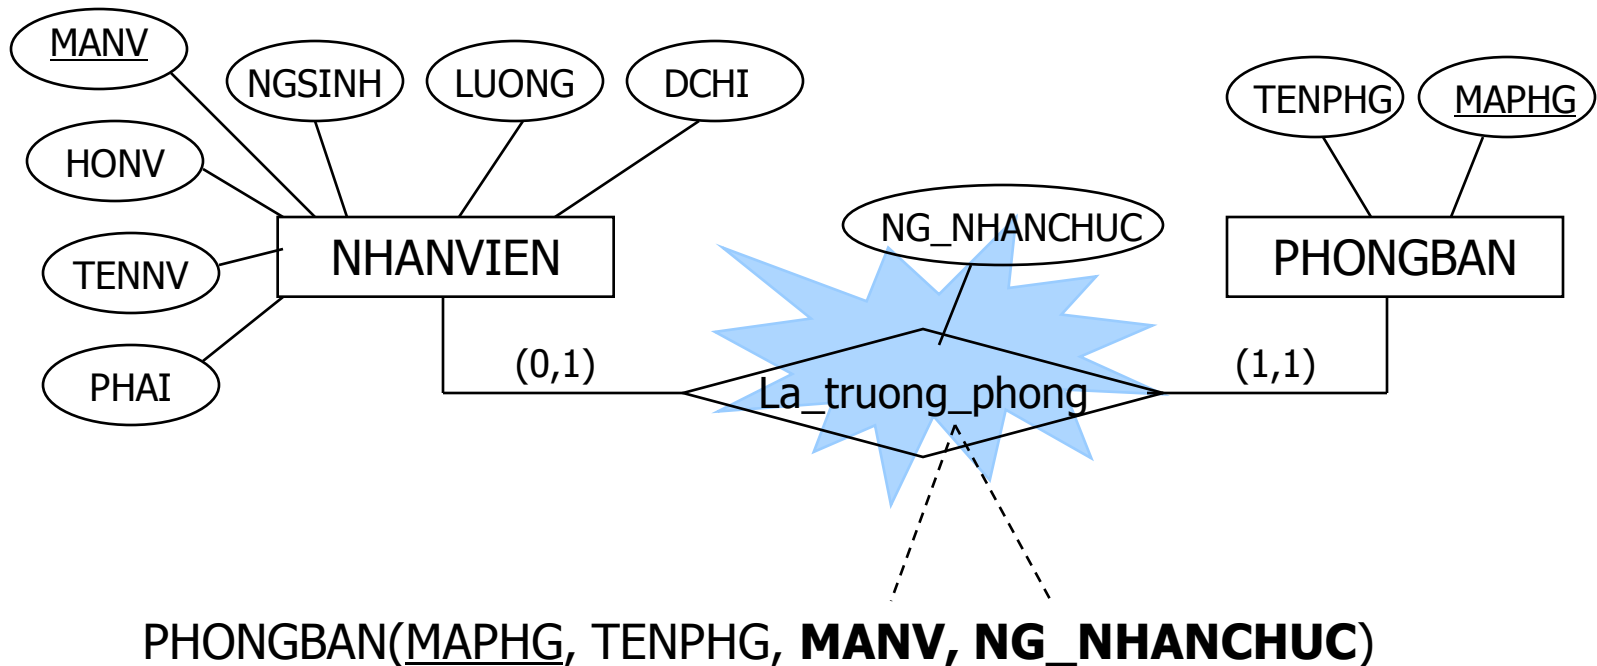 MANV
NGSINH
LUONG
DCHI
TENPHG
MAPHG
HONV
NG_NHANCHUC
NHANVIEN
PHONGBAN
TENNV
(0,1)
(1,1)
PHAI
La_truong_phong
PHONGBAN(MAPHG, TENPHG, MANV, NG_NHANCHUC)